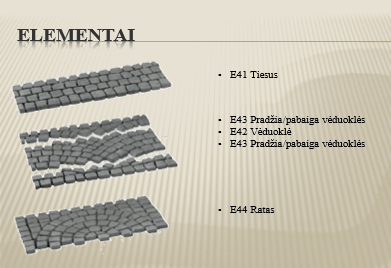 ELEMENTAI
• E41 Tiesus
• E43 Pradžia/pabaiga vėduoklės
• E42 Vėduoklė
• E43 Pradžia/pabaiga vėduoklės
• E44 Ratas